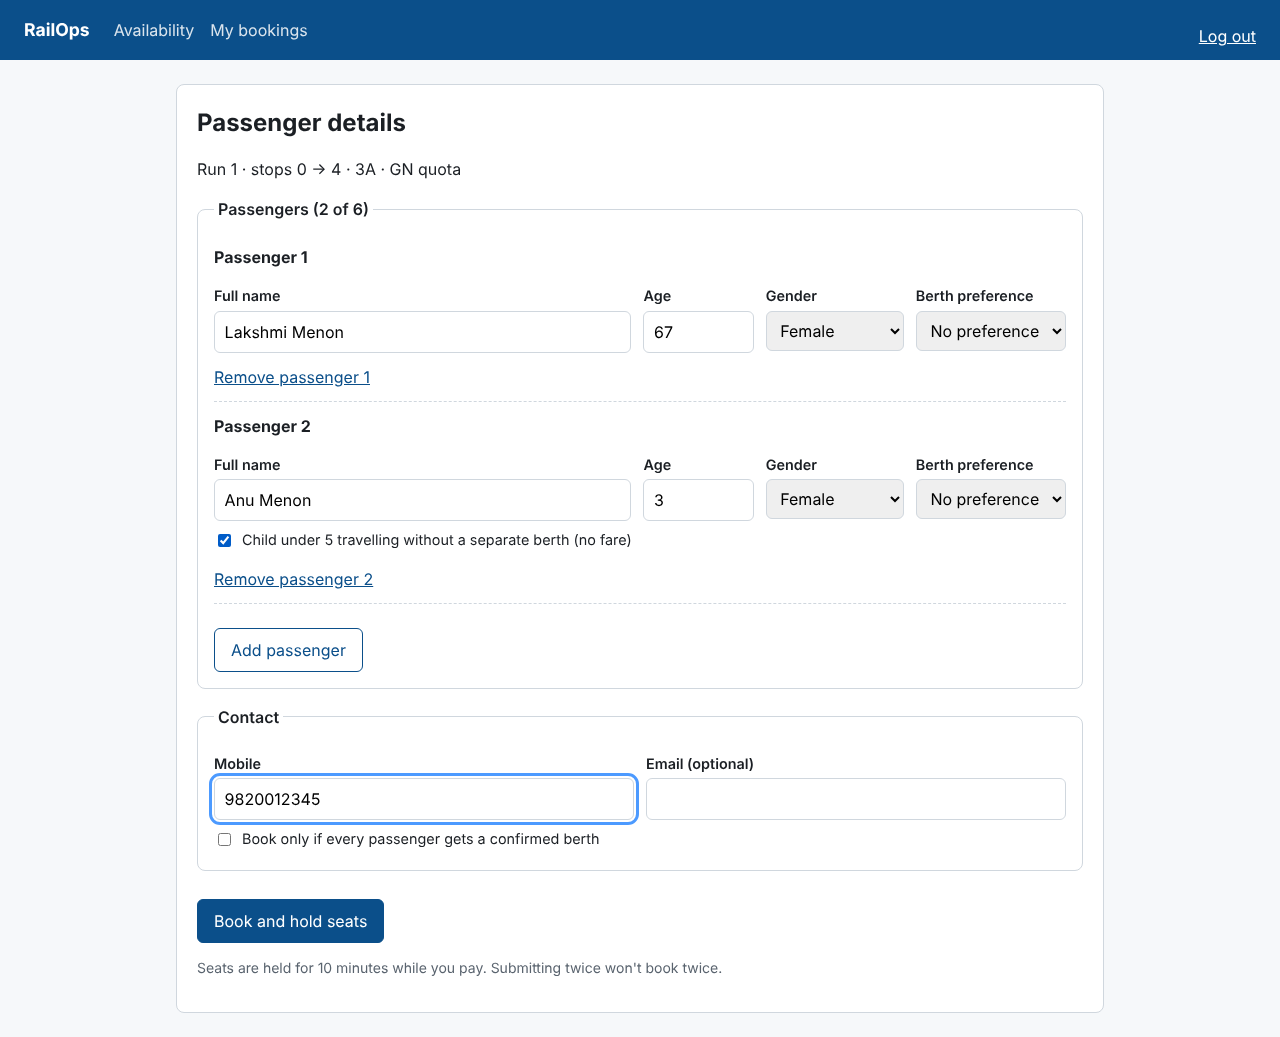 RailOps Availability My bookings Log out
Passenger details
Run 1 · stops 0 → 4 · 3A · GN quota
Passengers (2 of 6)
Passenger 1
Full name Age Gender Berth preference
Lakshmi Menon 67 Female No preference
Remove passenger 1
Passenger 2
Full name Age Gender Berth preference
Anu Menon 3 Female No preference
Child under 5 travelling without a separate berth (no fare)
Remove passenger 2
Add passenger
Contact
Mobile Email (optional)
9820012345
Book only if every passenger gets a confirmed berth
Book and hold seats
Seats are held for 10 minutes while you pay. Submitting twice won't book twice.